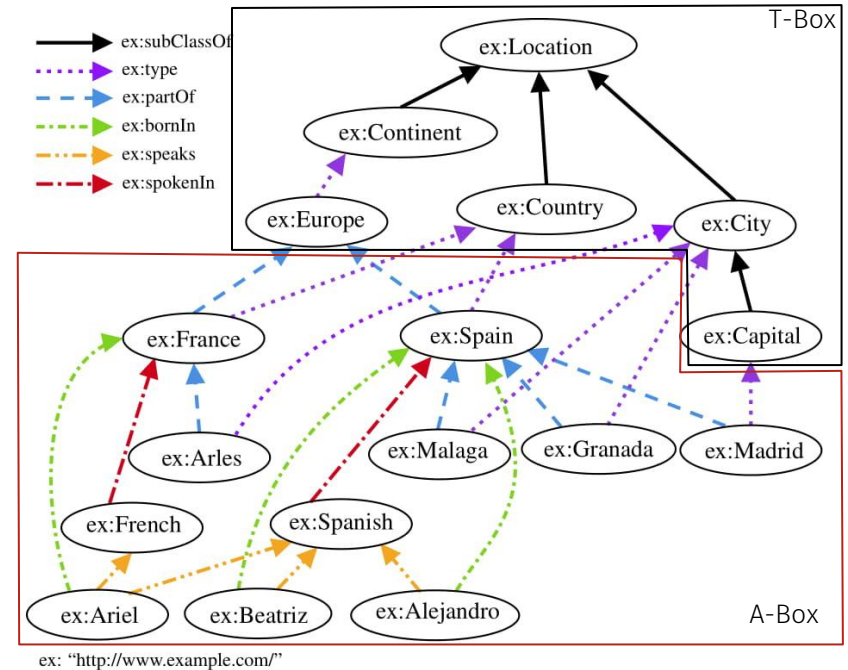 T-Box
ex:subClassOf
ex:type
ex:partOf
ex:bornIn
ex:speaks
ex:spokenIn
ex:Location
ex:Continent
ex:Europe
ex:Country
ex:City
ex:France
ex:Spain
ex:Capital
ex:Arles
ex:Malaga
ex:Granada
ex:Madrid
ex:French
ex:Spanish
ex:Ariel
ex:Beatriz
ex:Alejandro
A-Box
ex: “http://www.example.com/”